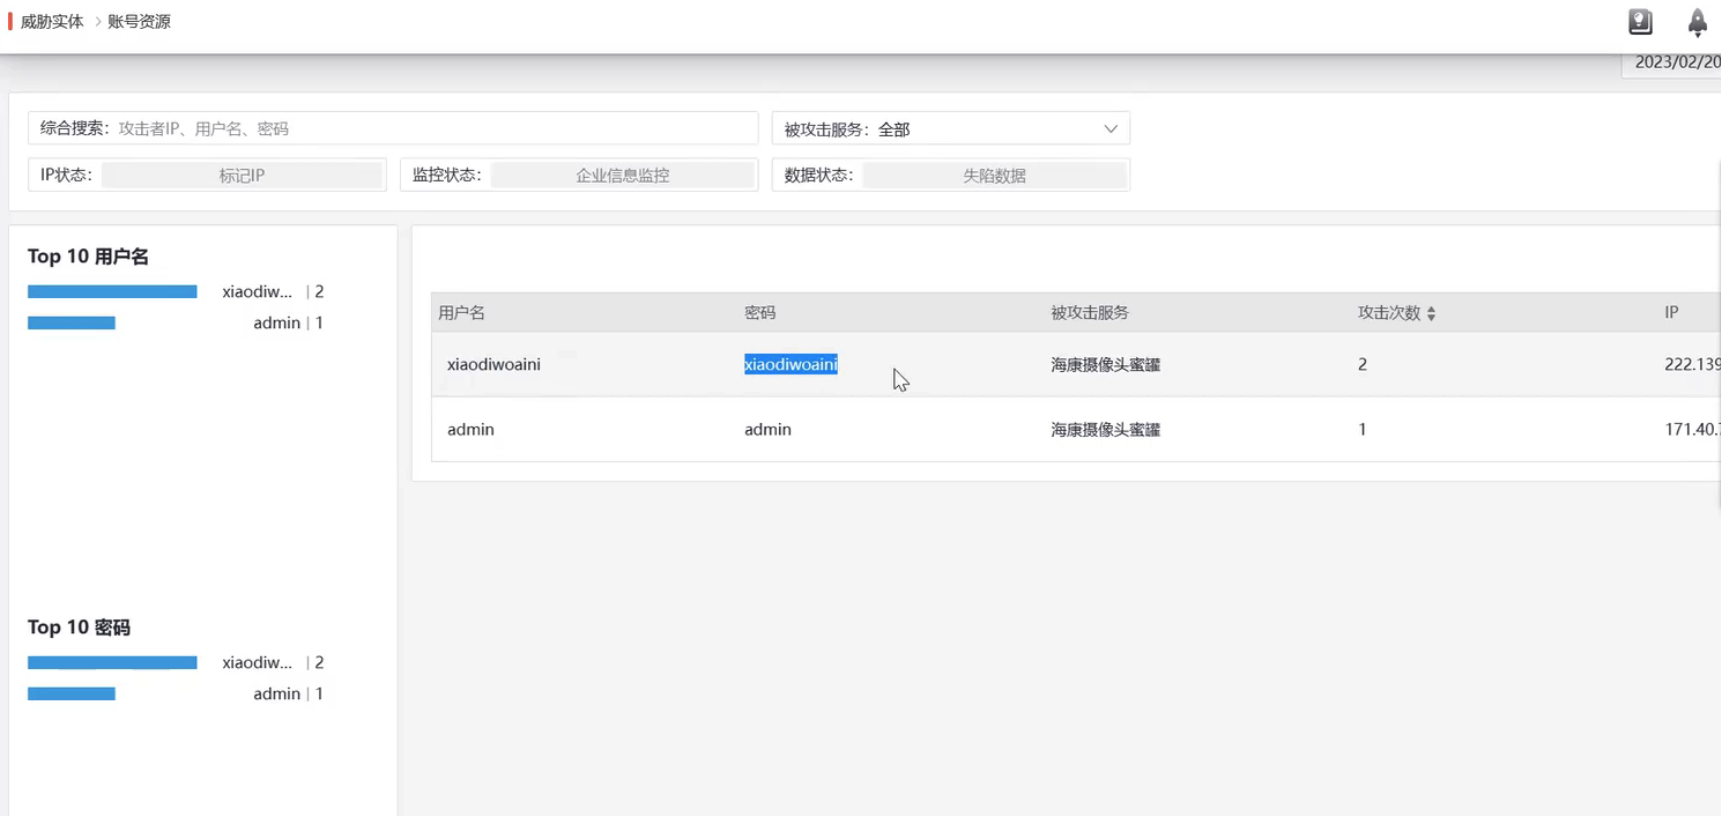 威胁实体 > 账号资源
2023/02/20
综合搜索：攻击者IP、用户名、密码
被攻击服务：全部
IP状态：标记IP
监控状态：企业信息监控
数据状态：失陷数据
Top 10 用户名
xiaodiw... | 2
admin | 1
用户名 密码 被攻击服务 攻击次数 IP
xiaodiwoaini xiaodiwoaini 海康摄像头蜜罐 2 222.139
admin admin 海康摄像头蜜罐 1 171.40.
Top 10 密码
xiaodiw... | 2
admin | 1